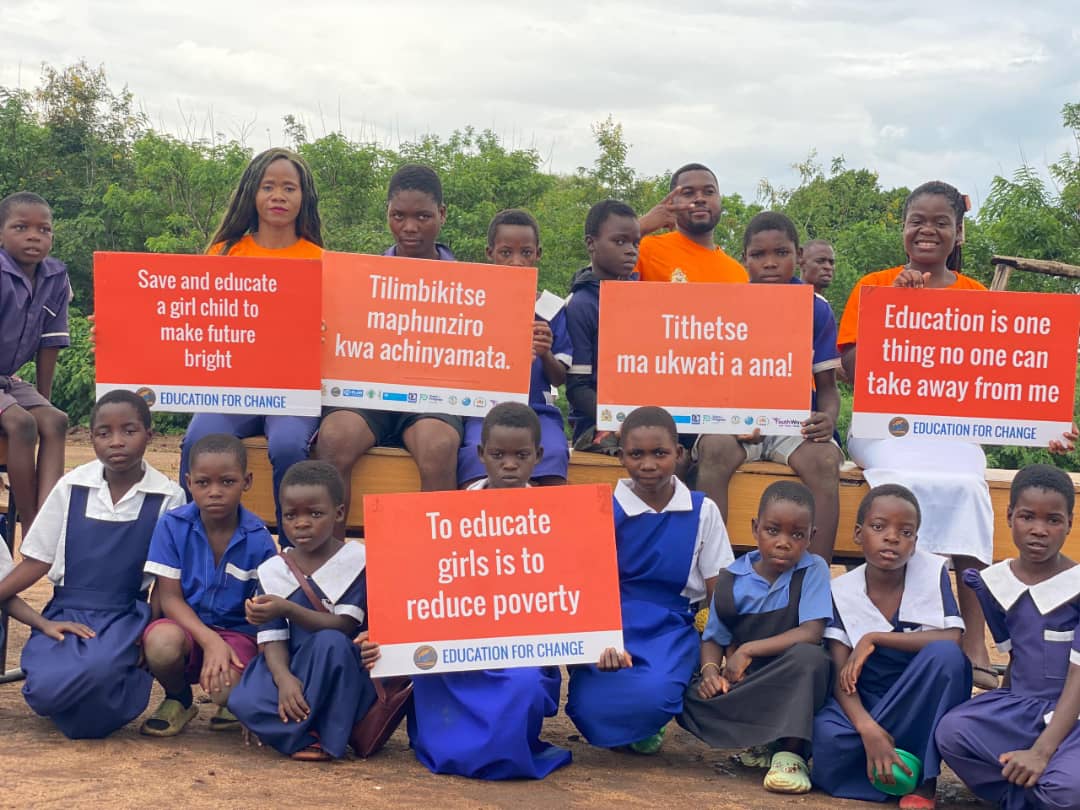 Save and educate
a girl child to
make future
bright
EDUCATION FOR CHANGE
Tilimbikitse
maphunziro
kwa achinyamata.
Tithetse
ma ukwati a ana!
Education is one
thing no one can
take away from me
EDUCATION FOR CHANGE
To educate
girls is to
reduce poverty
EDUCATION FOR CHANGE